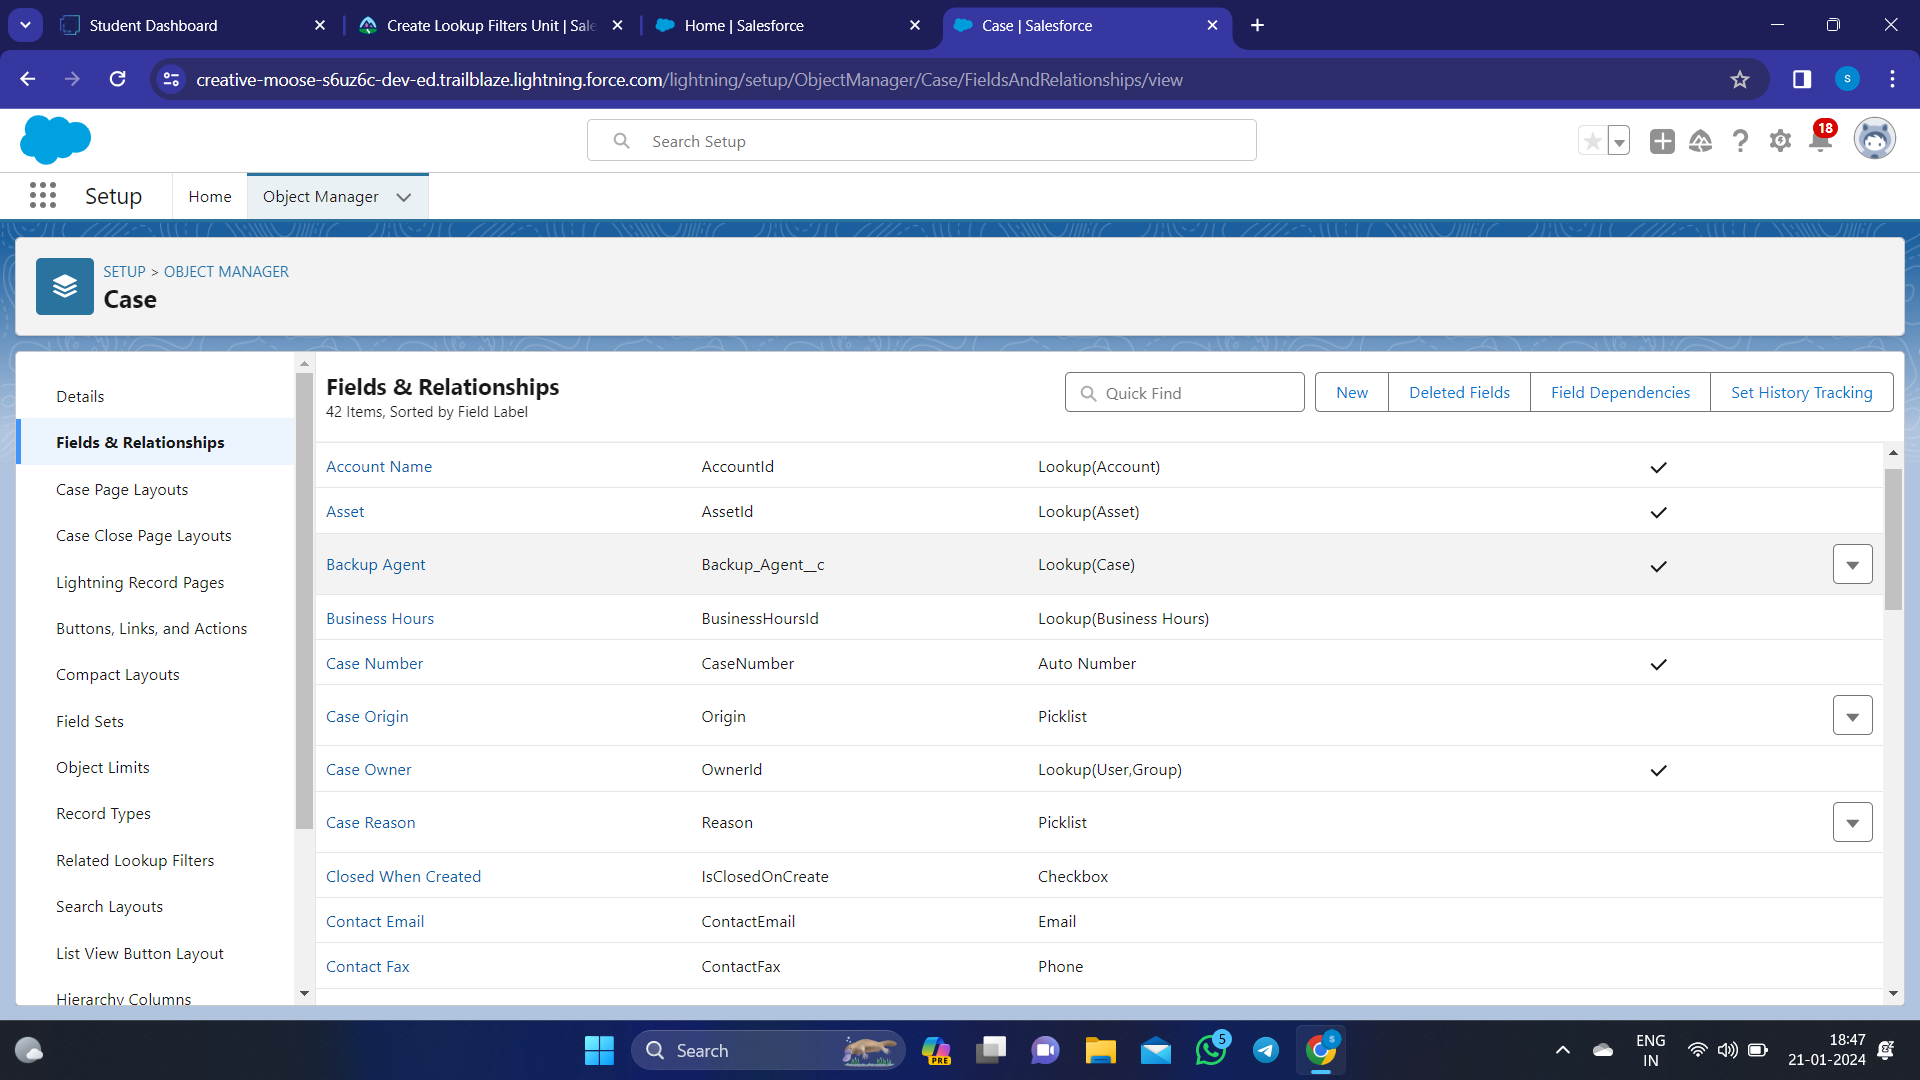 Student Dashboard
Create Lookup Filters Unit | Sale
Home | Salesforce
Case | Salesforce
creative-moose-s6uz6c-dev-ed.trailblaze.lightning.force.com/lightning/setup/ObjectManager/Case/FieldsAndRelationships/view
S
Search Setup
18
Setup
Home
Object Manager
SETUP > OBJECT MANAGER
Case
Details
Fields & Relationships
Case Page Layouts
Case Close Page Layouts
Lightning Record Pages
Buttons, Links, and Actions
Compact Layouts
Field Sets
Object Limits
Record Types
Related Lookup Filters
Search Layouts
List View Button Layout
Hierarchy Columns
Fields & Relationships
42 Items, Sorted by Field Label
Quick Find
New
Deleted Fields
Field Dependencies
Set History Tracking
Account Name AccountId Lookup(Account)
Asset AssetId Lookup(Asset)
Backup Agent Backup_Agent__c Lookup(Case)
Business Hours BusinessHoursId Lookup(Business Hours)
Case Number CaseNumber Auto Number
Case Origin Origin Picklist
Case Owner OwnerId Lookup(User,Group)
Case Reason Reason Picklist
Closed When Created IsClosedOnCreate Checkbox
Contact Email ContactEmail Email
Contact Fax ContactFax Phone
Search
PRE
5
S
ENG
IN
18:47
21-01-2024